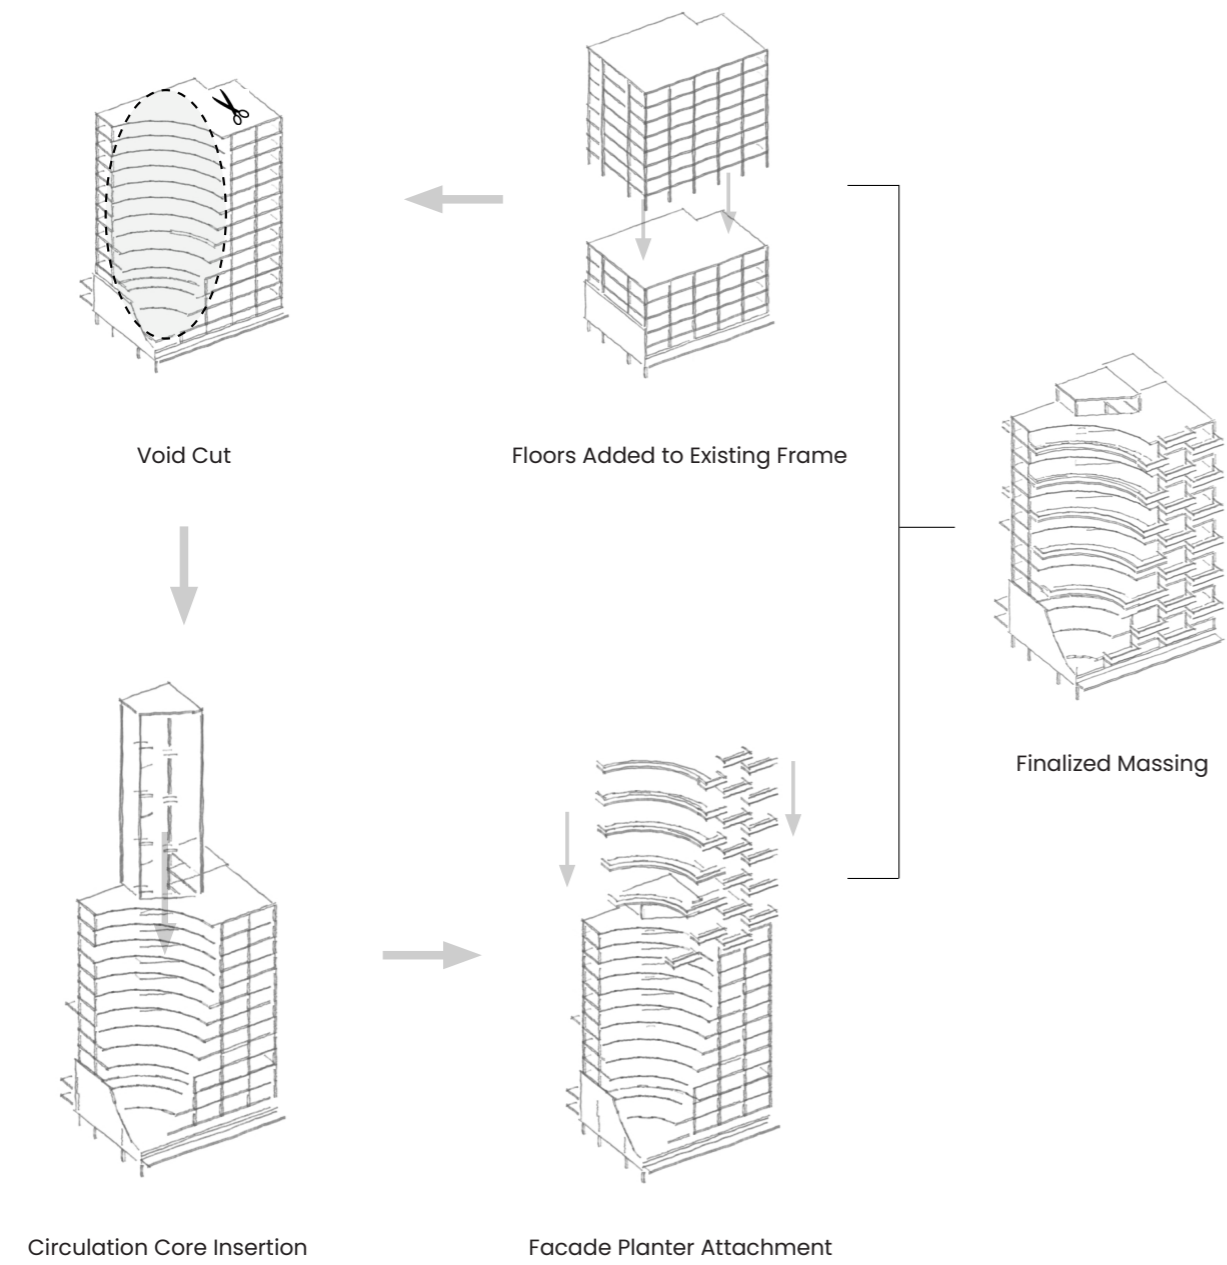 Void Cut
Floors Added to Existing Frame
Finalized Massing
Circulation Core Insertion
Facade Planter Attachment